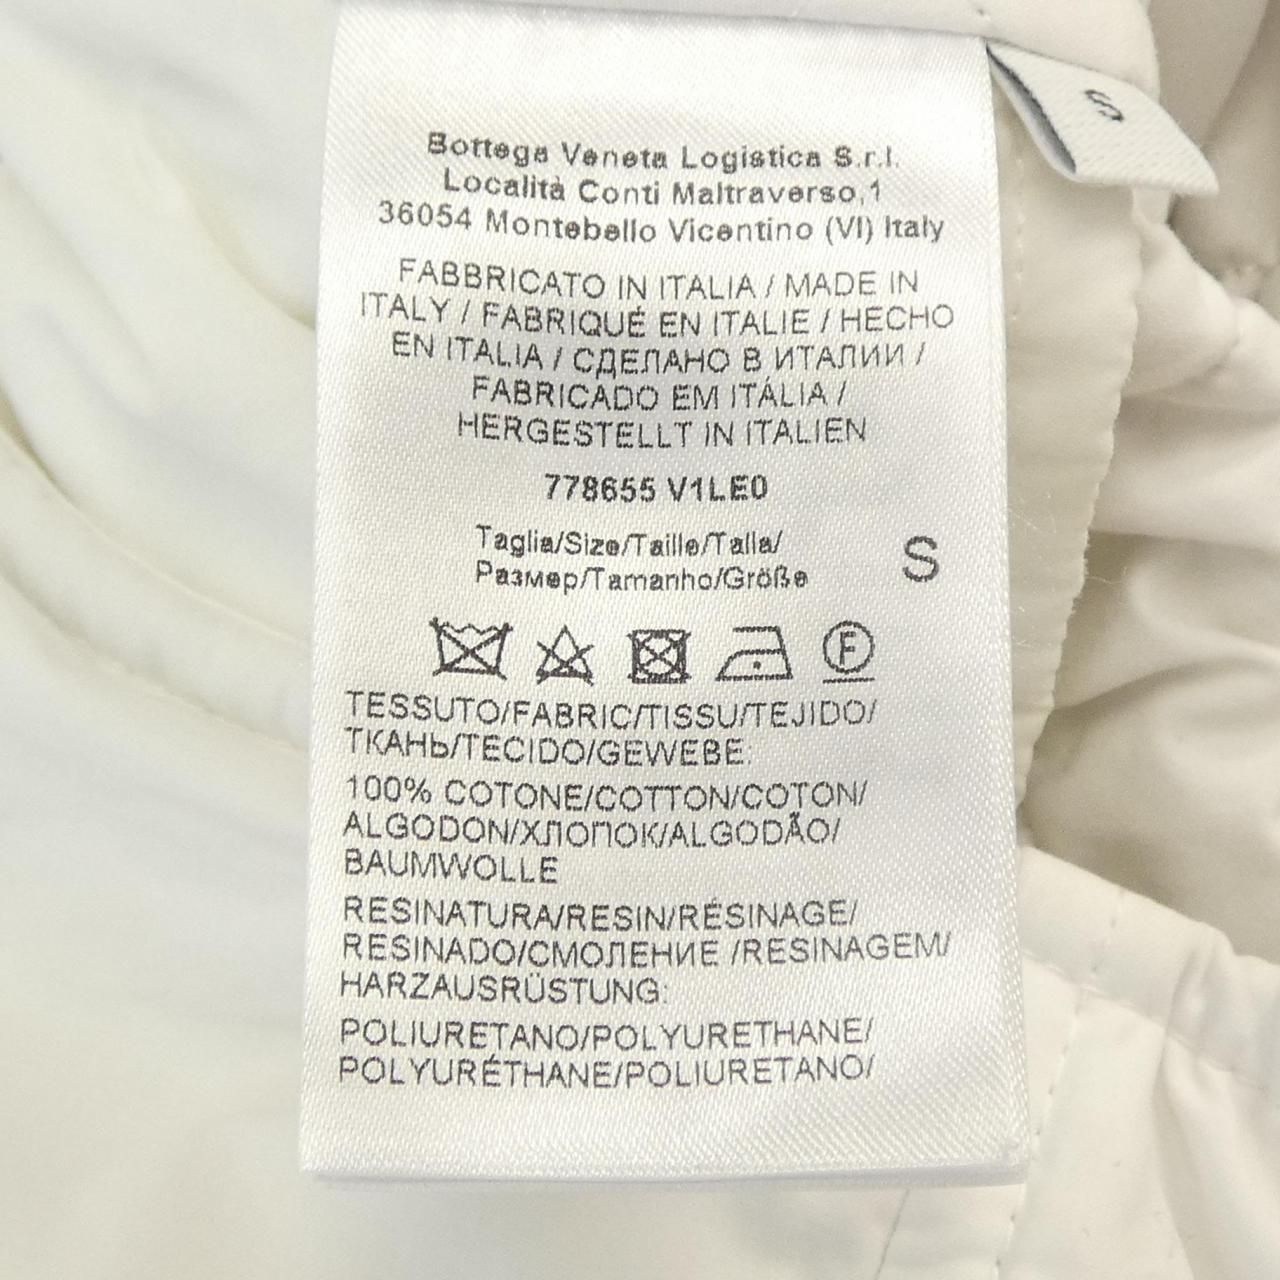 S
Bottega Veneta Logistica S.r.l.
Località Conti Maltraverso,1
36054 Montebello Vicentino (VI) Italy
FABBRICATO IN ITALIA / MADE IN
ITALY / FABRIQUÉ EN ITALIE / HECHO
EN ITALIA / СДЕЛАНО В ИТАЛИИ /
FABRICADO EM ITÁLIA /
HERGESTELLT IN ITALIEN
778655 V1LE0
Taglia/Size/Taille/Talla/
Размер/Tamanho/Größe
S
F
TESSUTO/FABRIC/TISSU/TEJIDO/
ТКАНЬ/TECIDO/GEWEBE:
100% COTONE/COTTON/COTON/
ALGODON/ХЛОПОК/ALGODÃO/
BAUMWOLLE
RESINATURA/RESIN/RÉSINAGE/
RESINADO/СМОЛЕНИЕ /RESINAGEM/
HARZAUSRÜSTUNG:
POLIURETANO/POLYURETHANE/
POLYURÉTHANE/POLIURETANO/